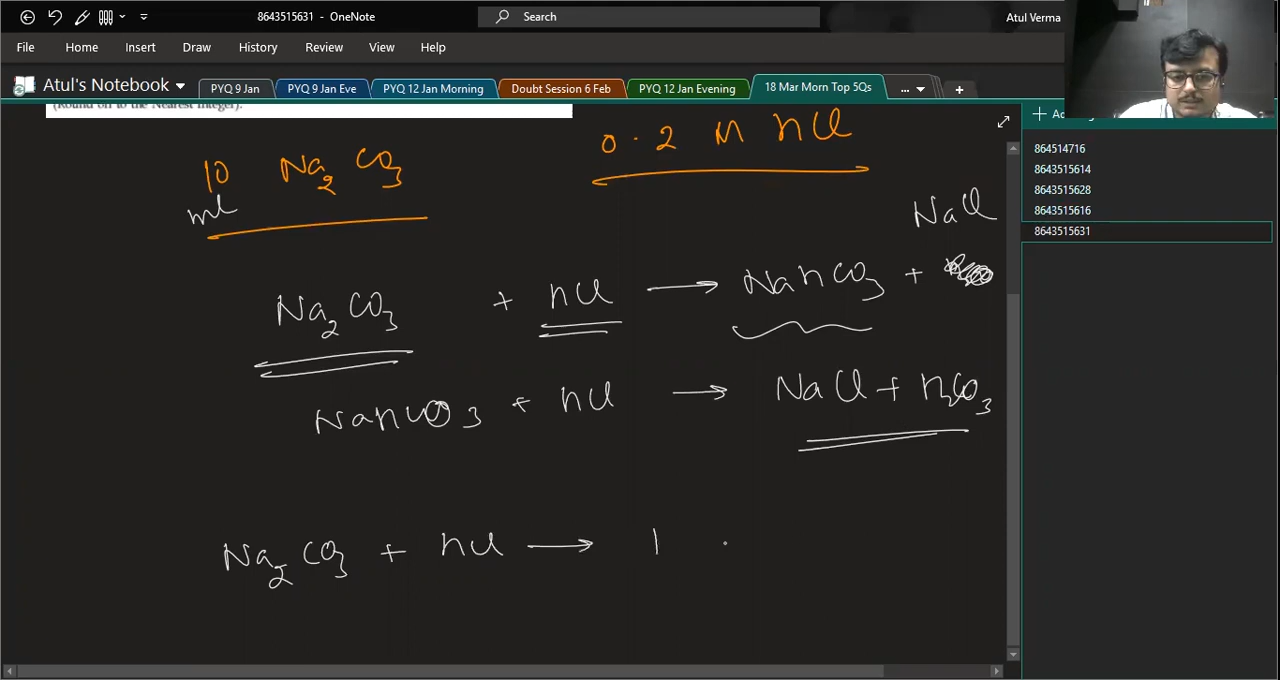 8643515631 - OneNote
Search
Atul Verma
File Home Insert Draw History Review View Help
Atul's Notebook
PYQ 9 Jan
PYQ 9 Jan Eve
PYQ 12 Jan Morning
Doubt Session 6 Feb
PYQ 12 Jan Evening
18 Mar Morn Top 5Qs
...
+
(Round off to the Nearest Integer).
864514716
8643515614
8643515628
8643515616
8643515631
10 Na2CO3
ml
0.2 M HCl
NaCl
Na2CO3 + HCl → NaHCO3 +
NaHCO3 + HCl → NaCl + H2CO3
Na2CO3 + HCl → 1